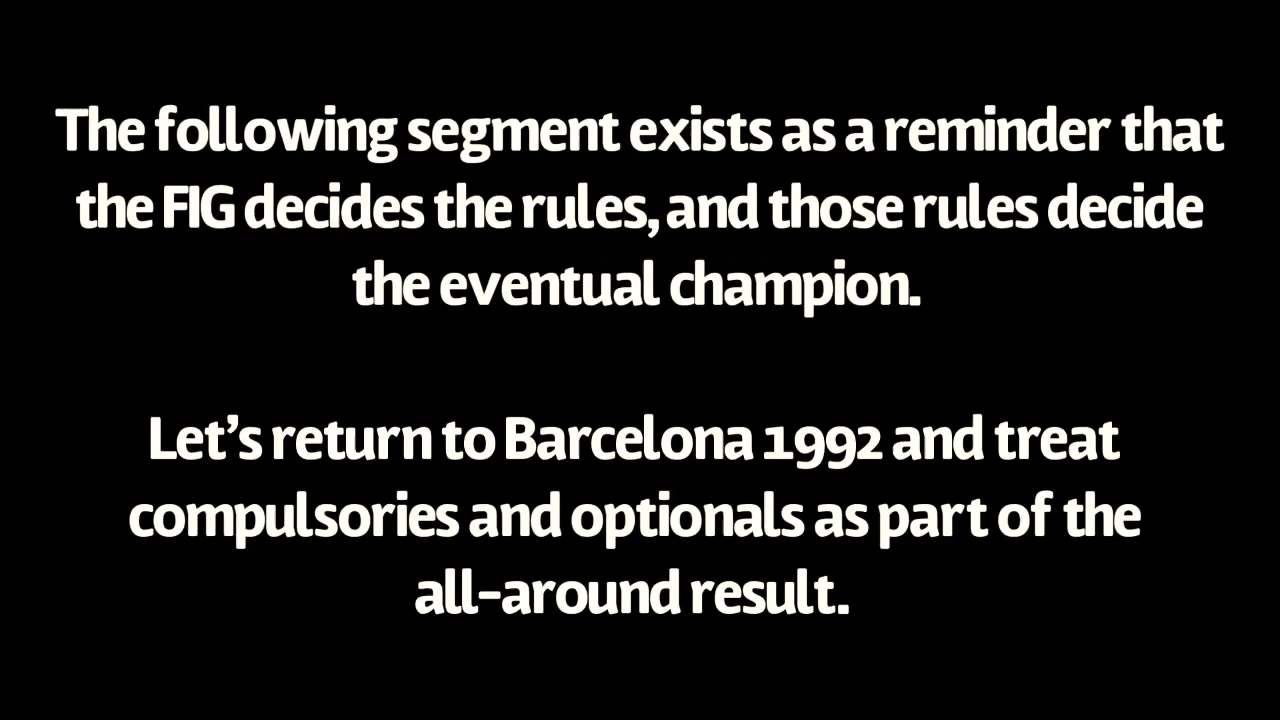 The following segment exists as a reminder that
the FIG decides the rules, and those rules decide
the eventual champion.
Let’s return to Barcelona 1992 and treat
compulsories and optionals as part of the
all-around result.